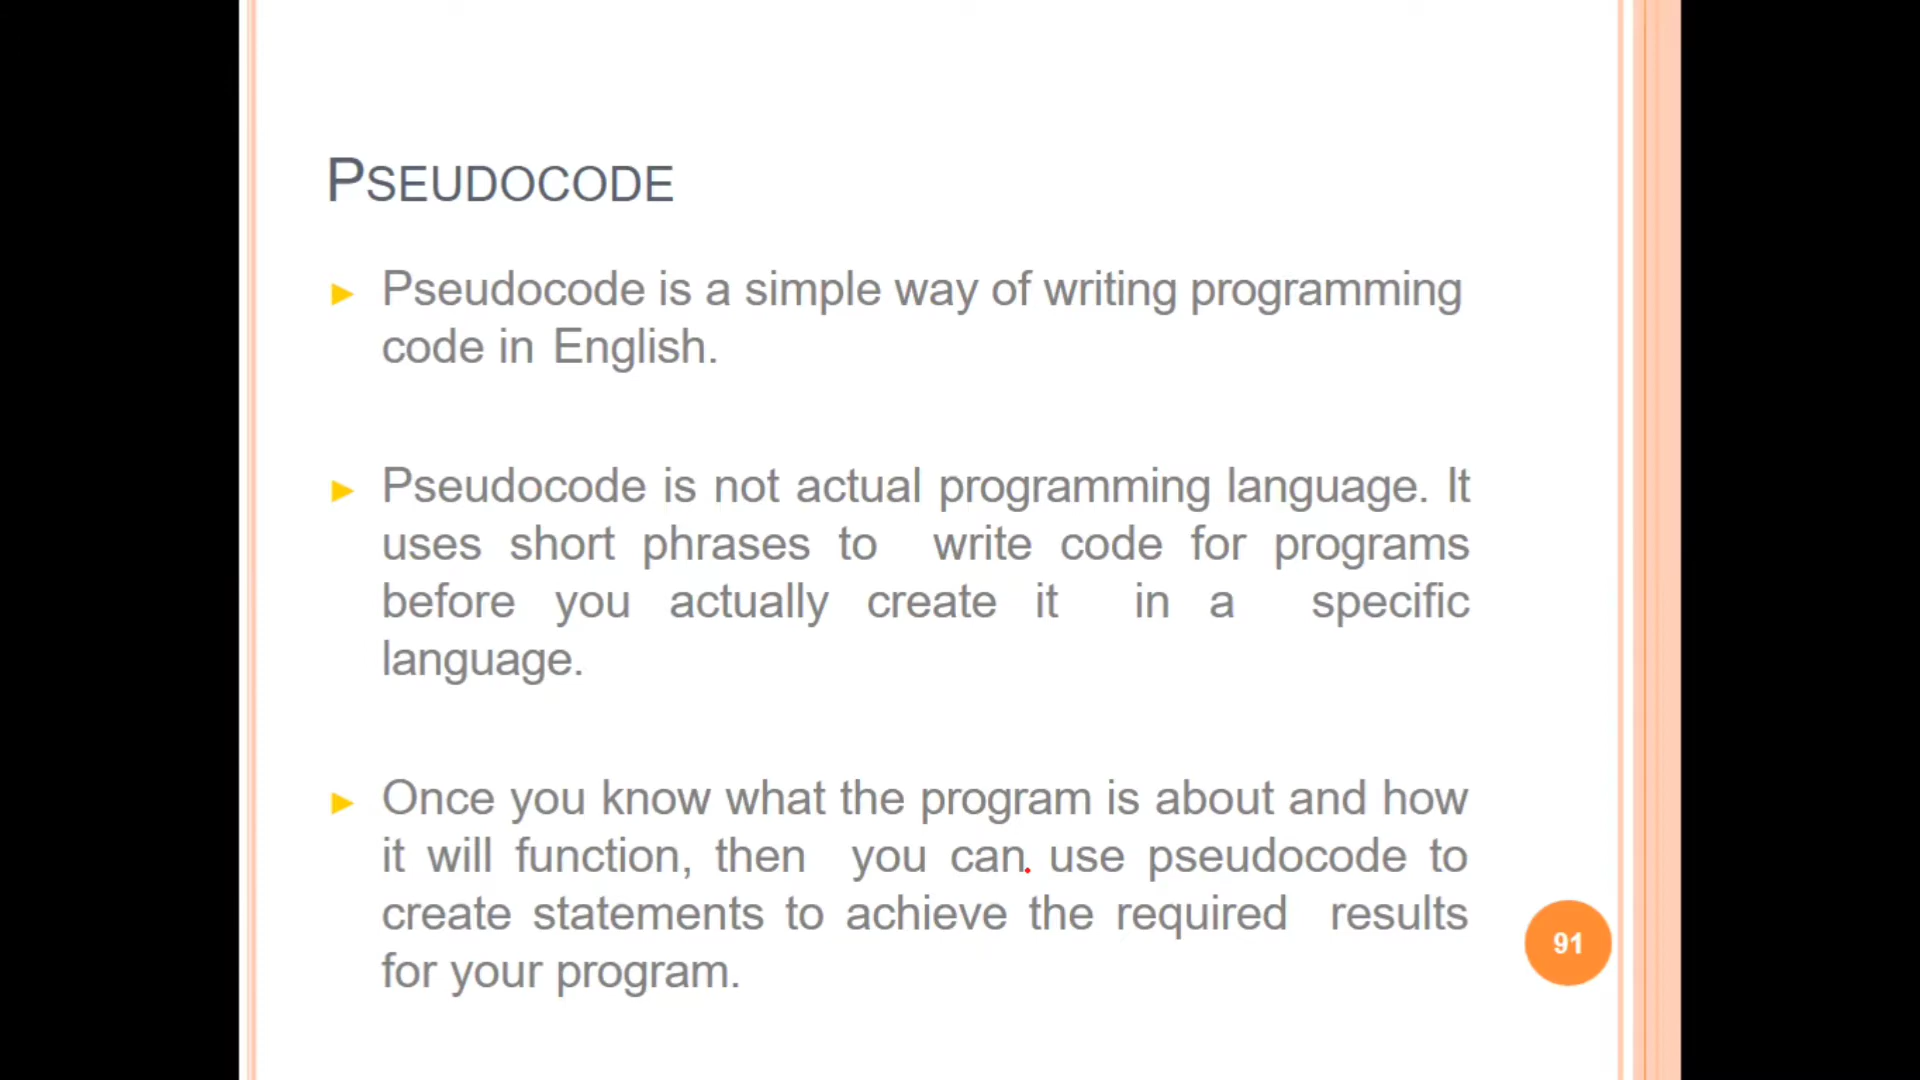 PSEUDOCODE
Pseudocode is a simple way of writing programming
code in English.
Pseudocode is not actual programming language. It
uses short phrases to write code for programs
before you actually create it in a specific
language.
Once you know what the program is about and how
it will function, then you can use pseudocode to
create statements to achieve the required results
for your program.
91